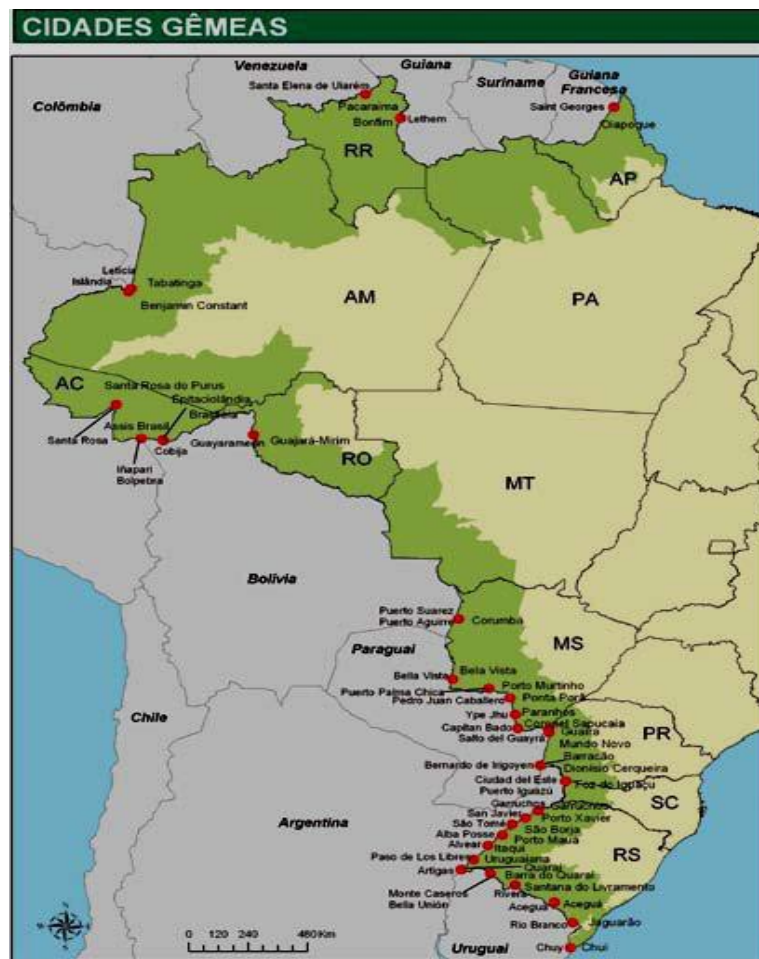 CIDADES GÊMEAS
Venezuela
Guiana
Suriname
Guiana
Francesa
Colômbia
Santa Elena de Uiarém
Pacaraima
Bonfim
Lethem
Saint Georges
Oiapoque
RR
AP
Letícia
Islândia
Tabatinga
Benjamin Constant
AM
PA
AC
Santa Rosa do Purus
Epitaciolândia
Brasiléia
Assis Brasil
Santa Rosa
Cobija
Iñapari
Bolpebra
Guayaramerín
Guajará-Mirim
RO
MT
Bolívia
Puerto Suarez
Puerto Aguirre
Corumba
MS
Paraguai
Bella Vista
Bela Vista
Puerto Palma Chica
Porto Murtinho
Pedro Juan Caballero
Ponta Porã
Ype Jhu
Paranhos
Capitan Bado
Coronel Sapucaia
Salto del Guayrá
Guaíra
Mundo Novo
PR
Chile
Barracão
Bernardo de Irigoyen
Dionísio Cerqueira
Ciudad del Este
Puerto Iguazú
Foz do Iguaçu
SC
Garruchos
Garruchos
San Javier
Porto Xavier
São Tomé
São Borja
Alba Posse
Porto Mauá
Alvear
Itaqui
RS
Argentina
Paso de Los Libres
Uruguaiana
Artigas
Quaraí
Barra do Quaraí
Monte Caseros
Bella Unión
Rivera
Santana do Livramento
Aceguá
Aceguá
Rio Branco
Jaguarão
Chuy
Chuí
Uruguai
0 120 240 480 Km